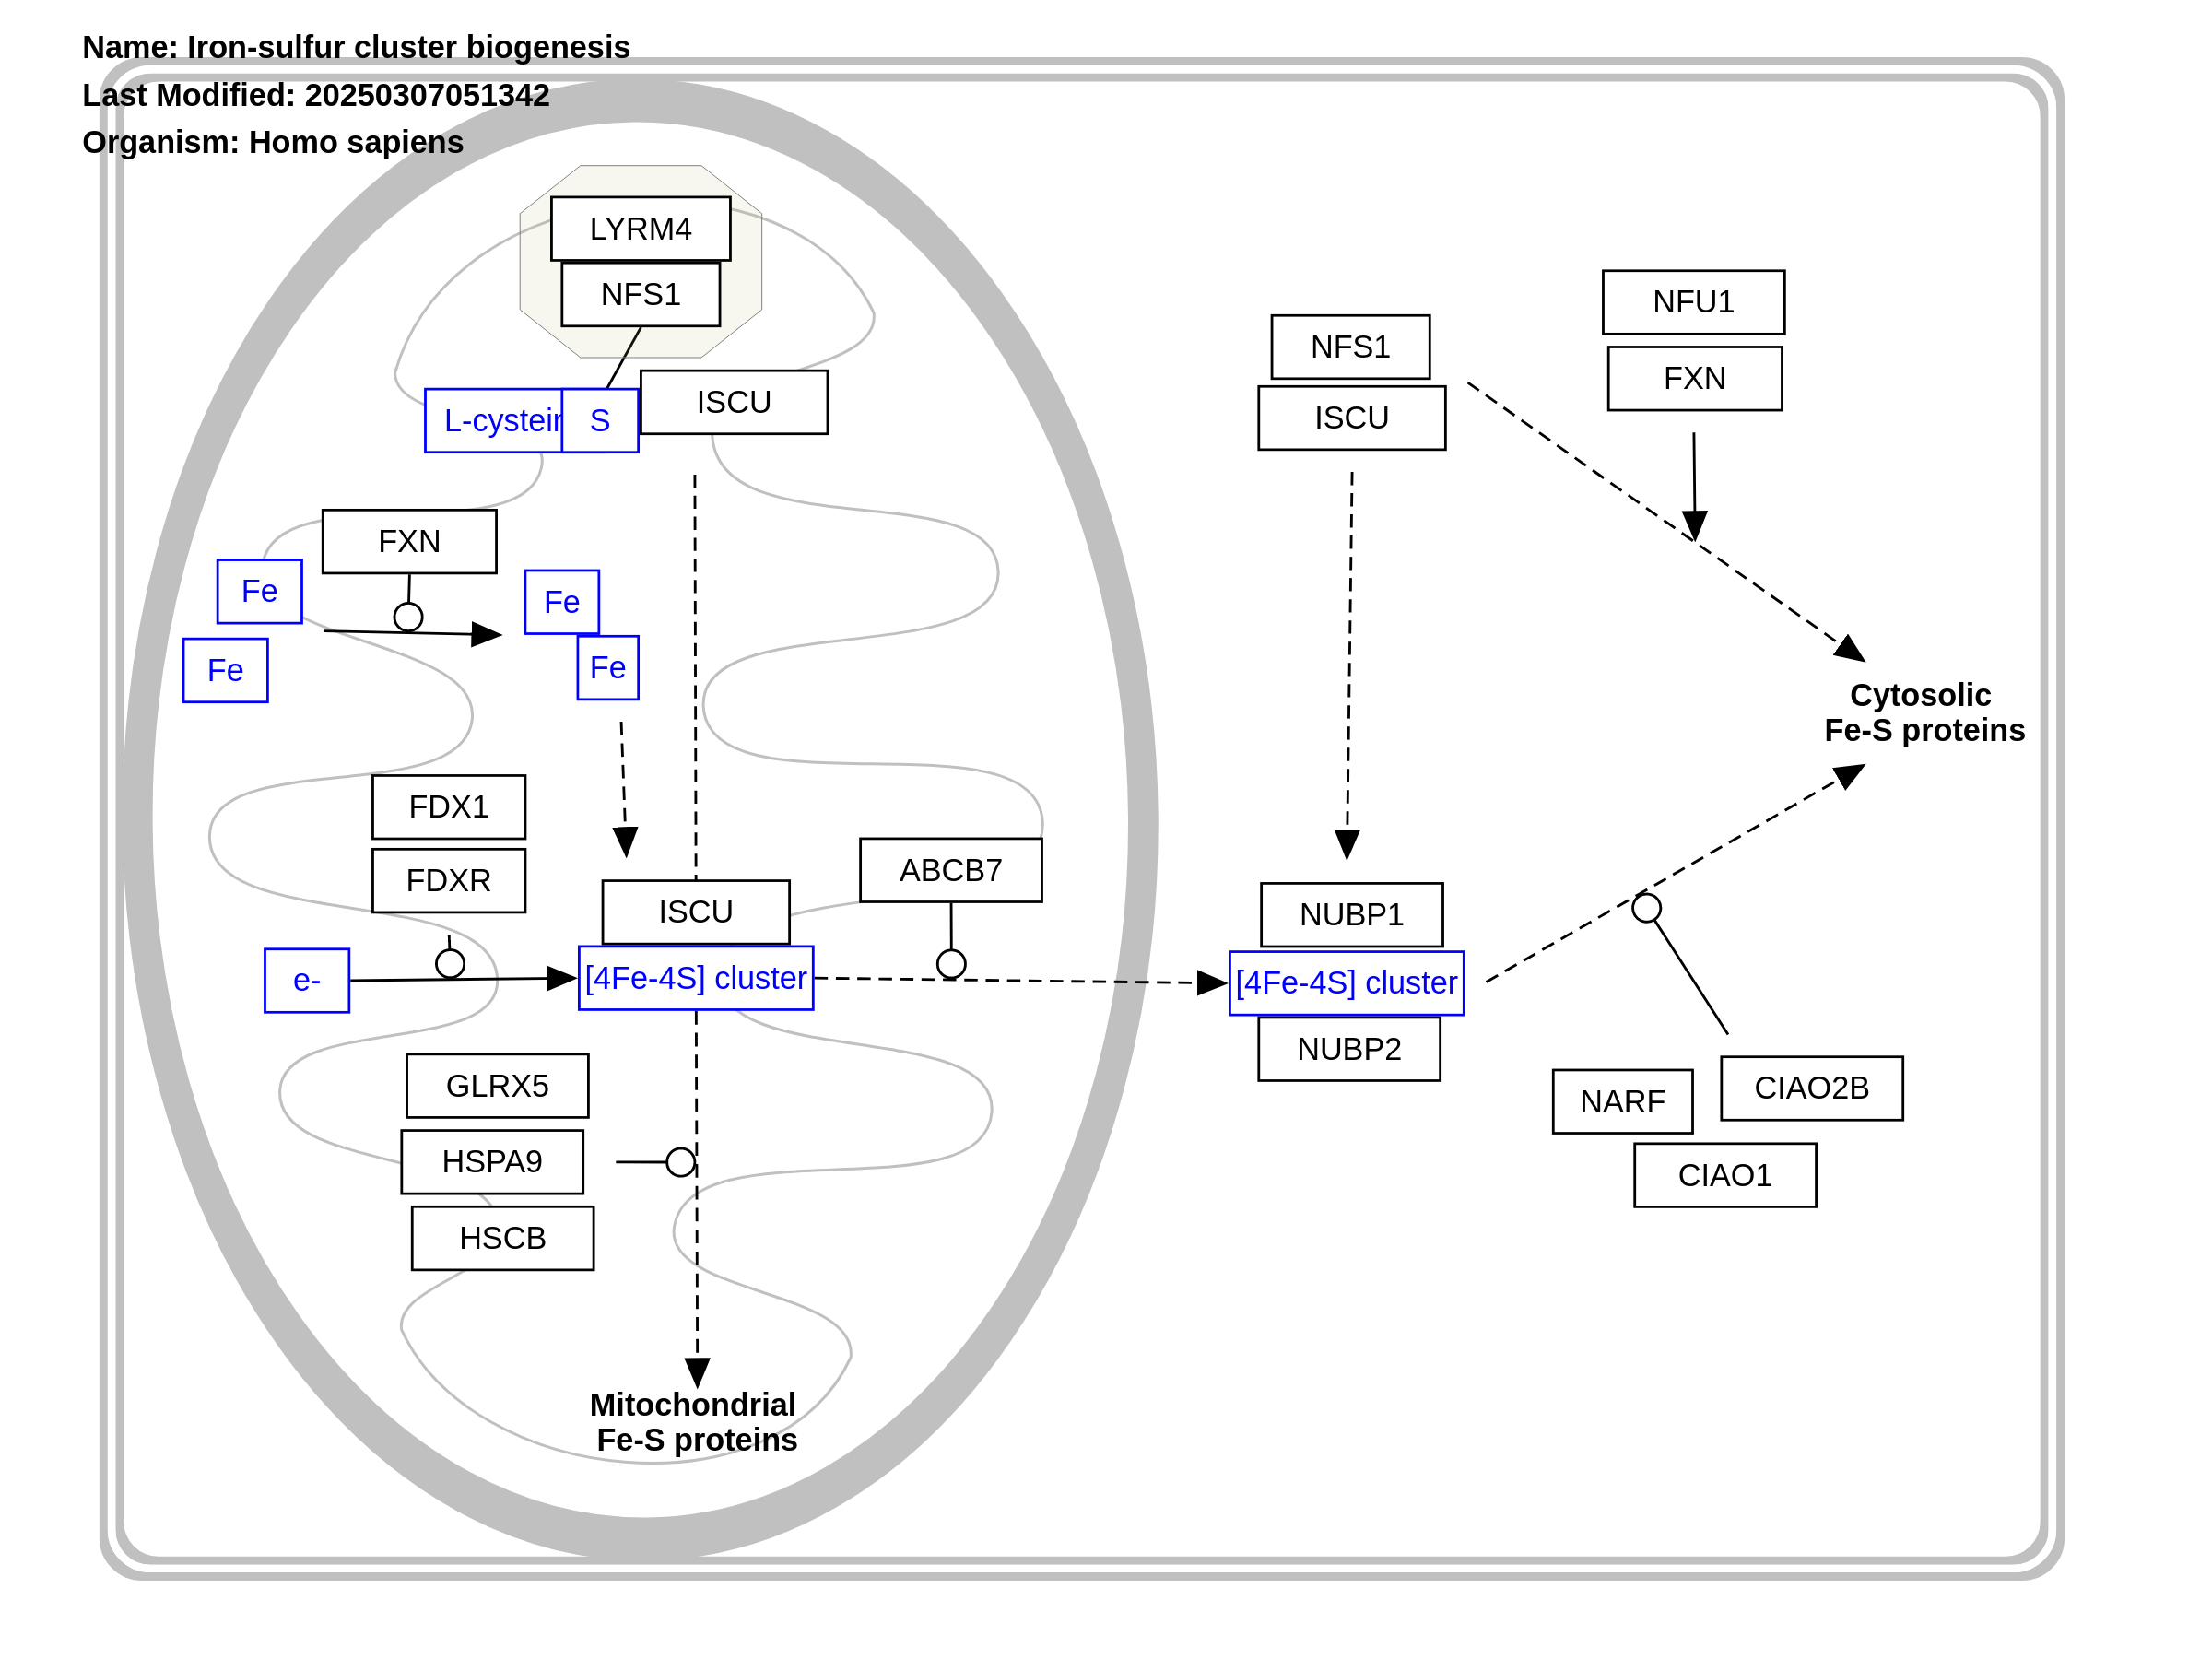 Name: Iron-sulfur cluster biogenesis
Last Modified: 20250307051342
Organism: Homo sapiens
LYRM4
NFS1
L-cystein
S
ISCU
FXN
Fe
Fe
Fe
Fe
FDX1
FDXR
e-
ISCU
[4Fe-4S] cluster
ABCB7
GLRX5
HSPA9
HSCB
Mitochondrial
Fe-S proteins
NFS1
ISCU
NFU1
FXN
Cytosolic
Fe-S proteins
NUBP1
[4Fe-4S] cluster
NUBP2
NARF
CIAO2B
CIAO1